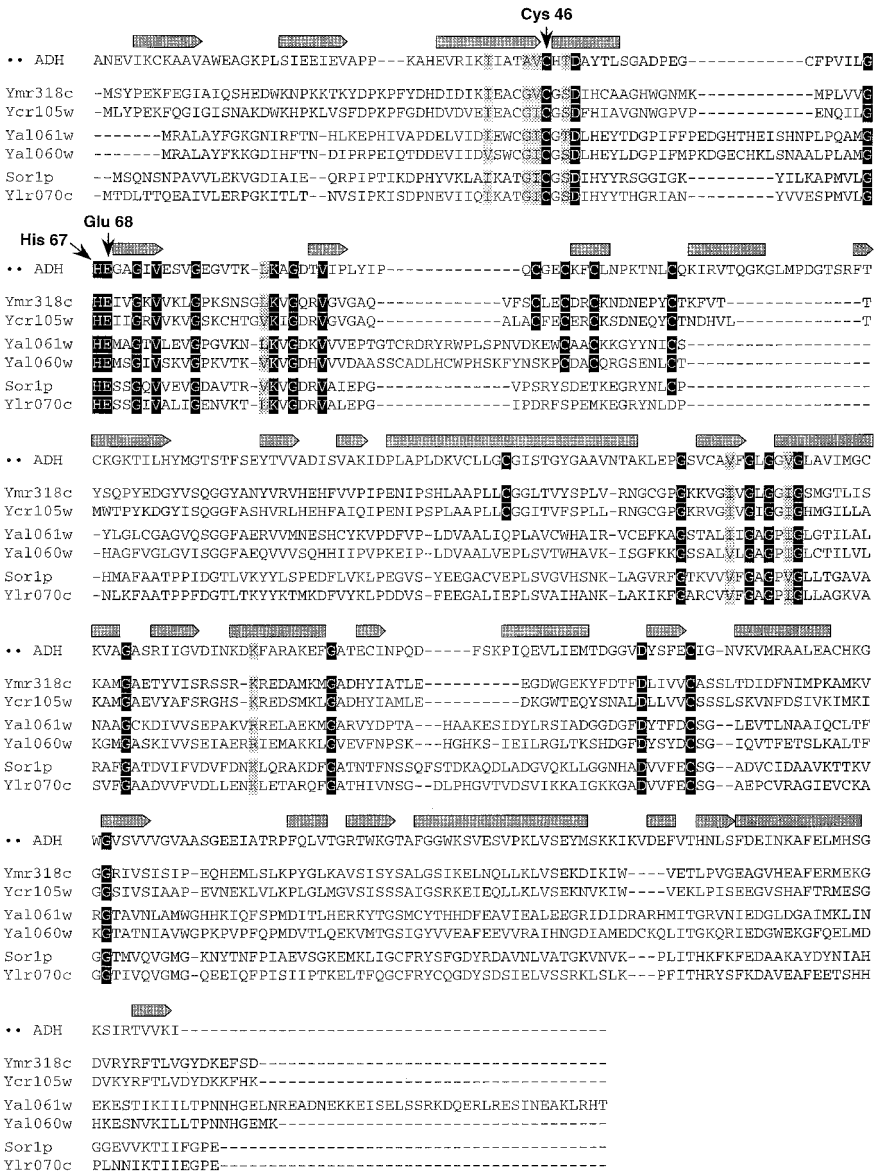 Cys 46
•• ADH ANEVIKCKAAVAWEAGKPLSIEEIEVAPP---KAHEVRIKIIATAVCHTDAYTLSGADPEG-----------CFPVILG
Ymr318c -MSYPEKFEGIAIQSHEDWKNPKKTKYDPKPFYDHDIDIKIEACGVCGSDIHCAAGHWGNMK-----------MPLVVG
Ycr105w -MLYPEKFQGIGISNAKDWKHPKLVSFDPKPFGDHDVDVEIEACGICGSDFHIAVGNWGPVP-----------ENQILG
Yal061w -------MRALAYFGKGNIRFTN-HLKEPHIVAPDELVIDIEWCGICGTDLHEYTDGPIFFPEDGHTHEISHNPLPQAMG
Yal060w -------MRALAYFKKGDIHFTN-DIPRPEIQTDDEVIIDVSWCGICGSDLHEYLDGPIFMPKDGECHKLSNAALPLAMG
Sor1p --MSQNSNPAVVLEKVGDIAIE--QRPIPTIKDPHYVKLAIKATGICGSDIHYYRSGGIGK-------YILKAPMVLG
Ylr070c -MTDLTTQEAIVLERPGKITLT--NVSIPKISDPNEVIIQIKATGICGSDIHYYTHGRIAN-------YVVESPMVLG
Glu 68
His 67
•• ADH HEGAGIVESVGEGVTK-LKAGDTVIPLYIP---------------QCGECKFCLNPKTNLCQKIRVTQGKGLMPDGTSRFT
Ymr318c HEIVGKVVKLGPKSNSGLKVGQRVGVGAQ----------------VFSCLECDRCKNDNEPYCTKFVT--------------T
Ycr105w HEIIGRVVKVGSKCHTGVKIGDRVGVGAQ----------------ALACFECERCKSDNEQYCTNDHVL-------------T
Yal061w HEMAGTVLEVGPGVKN-LKVGDKVVVEPTGTCRDRYRWPLSPNVDKEWCAACKKGYYNICS-------------------
Yal060w HEMSGIVSKVGPKVTK-VKVGDHVVVDAASSCADLHCWPHSKFYNSKPCDACQRGSENLCT-------------------
Sor1p HESSGQVVEVGDAVTR-VKVGDRVAIEPG---------------VPSRYSDETKEGRYNLCP-------------------
Ylr070c HESSGIVALIGENVKT-LKVGDRVALEPG---------------IPDRFSPEMKEGRYNLDP-------------------
•• ADH CKGKTILHYMGTSTFSEYTVVADISVAKIDPLAPLDKVCLLGCGISTGYGAAVNTAKLEPGSVCAVFGLGGVGLAVIMGC
Ymr318c YSQPYEDGYVSQGGYANYVRVHEHFVVPIPENIPSHLAAPLLCGGLTVYSPLV-RNGCGPGKKVGIVGLGGIGSMGTLIS
Ycr105w MWTPYKDGYISQGGFASHVRLHEHFAIQIPENIPSPLAAPLLCGGITVFSPLL-RNGCGPGKRVGIVGIGGIGHMGILLA
Yal061w -YLGLCGAGVQSGGFAERVVMNESHCYKVPDFVP--LDVAALIQPLAVCWHAIR-VCEFKAGSTALIIGAGPIGLGTILAL
Yal060w -HAGFVGLGVISGGFAEQVVVSQHHIIPVPKEIP--LDVAALVEPLSVTWHAVK-ISGFKKGSSALVLGAGPIGLCTILVL
Sor1p -HMAFAATPPIDGTLVKYYLSPEDFLVKLPEGVS-YEEGACVEPLSVGVHSNK-LAGVRFGTKVVVFGAGPVGLLTGAVA
Ylr070c -NLKFAATPPFDGTLTKYYKTMKDFVYKLPDDVS-FEEGALIEPLSVAIHANK-LAKIKFGARCVVFGAGPIGLLAGKVA
•• ADH KVAGASRIIGVDINKDKFARAKEFGATECINPQD----FSKPIQEVLIEMTDGGVDYSFECIG-NVKVMRAALEACHKG
Ymr318c KAMGAETYVISRSSR-KREDAMKMGADHYIATLE-----------EGDWGEKYFDTFDLIVVCASSLTDIDFNIMPKAMKV
Ycr105w KAMGAEVYAFSRGHS-KREDSMKLGADHYIAMLE-----------DKGWTEQYSNALDLLVVCSSSLSKVNFDSIVKIMKI
Yal061w NAAGCKDIVVSEPAKVRRELAEKMGARVYDPTA---HAAKESIDYLRSIADGGDGFDYTFDCSG--LEVTLNAAIQCLTF
Yal060w KGMGASKIVVSEIAERRIEMAKKLGVEVFNPSK---HGHKS-IEILRGLTKSHDGFDYSYDCSG--IQVTFETSLKALTF
Sor1p RAFGATDVIFVDVFDNKLQRAKDFGATNTFNSSQFSTDKAQDLADGVQKLLGGNHADVVFECSG--ADVCIDAAVKTTKV
Ylr070c SVFGAADVVFVDLLENKLETARQFGATHIVNSG---DLPHGVTVDSVIKKAIGKKGADVVFECSG--AEPCVRAGIEVCKA
•• ADH WGVSVVVGVAASGEEIATRPFQLVTGRTWKGTAFGGWKSVESVPKLVSEYMSKKIKVDEFVTHNLSFDEINKAFELMHSG
Ymr318c GGRIVSISIP-EQHEMLSLKPYGLKAVSISYSALGSIKELNQLLKLVSEKDIKIW---VETLPVGEAGVHEAFERMEKG
Ycr105w GGSIVSIAAP-EVNEKLVLKPLGLMGVSISSSAIGSRKEIEQLLKLVSEKNVKIW---VEKLPISEEGVSHAFTRMESG
Yal061w RGTAVNLAMWGHHKIQFSPMDITLHERKYTGSMCYTHHDFEAVIEALEEGRIDIDRARHMITGRVNIEDGLDGAIMKLIN
Yal060w KGTATNIAVWGPKPVPFQPMDVTLQEKVMTGSIGYVVEAFEEVVRAIHNGDIAMEDCKQLITGKQRIEDGWEKGFQELMD
Sor1p GGTMVQVGMGKNYTNFPIAEVSGKEMKLIGCFRYSFGDYRDAVNLVATGKVNVK---PLITHKFKFEDAAKAYDYNIAH
Ylr070c GGTIVQVGMG-QEEIQFPISIIPTKELTFQGCFRYCQGDYSDSIELVSSRKLSLK---PFITHRYSFKDAVEAFEETSHH
•• ADH KSIRTVVKI--------------------------------------------
Ymr318c DVRYRFTLVGYDKEFSD------------------------------------
Ycr105w DVKYRFTLVDYDKKFHK------------------------------------
Yal061w EKESTIKIILTPNNHGELNREADNEKKEISELSSRKDQERLRESINEAKLRHT
Yal060w HKESNVKILLTPNNHGEMK----------------------------------
Sor1p GGEVVKTIIFGPE----------------------------------------
Ylr070c PLNNIKTIIEGPE----------------------------------------